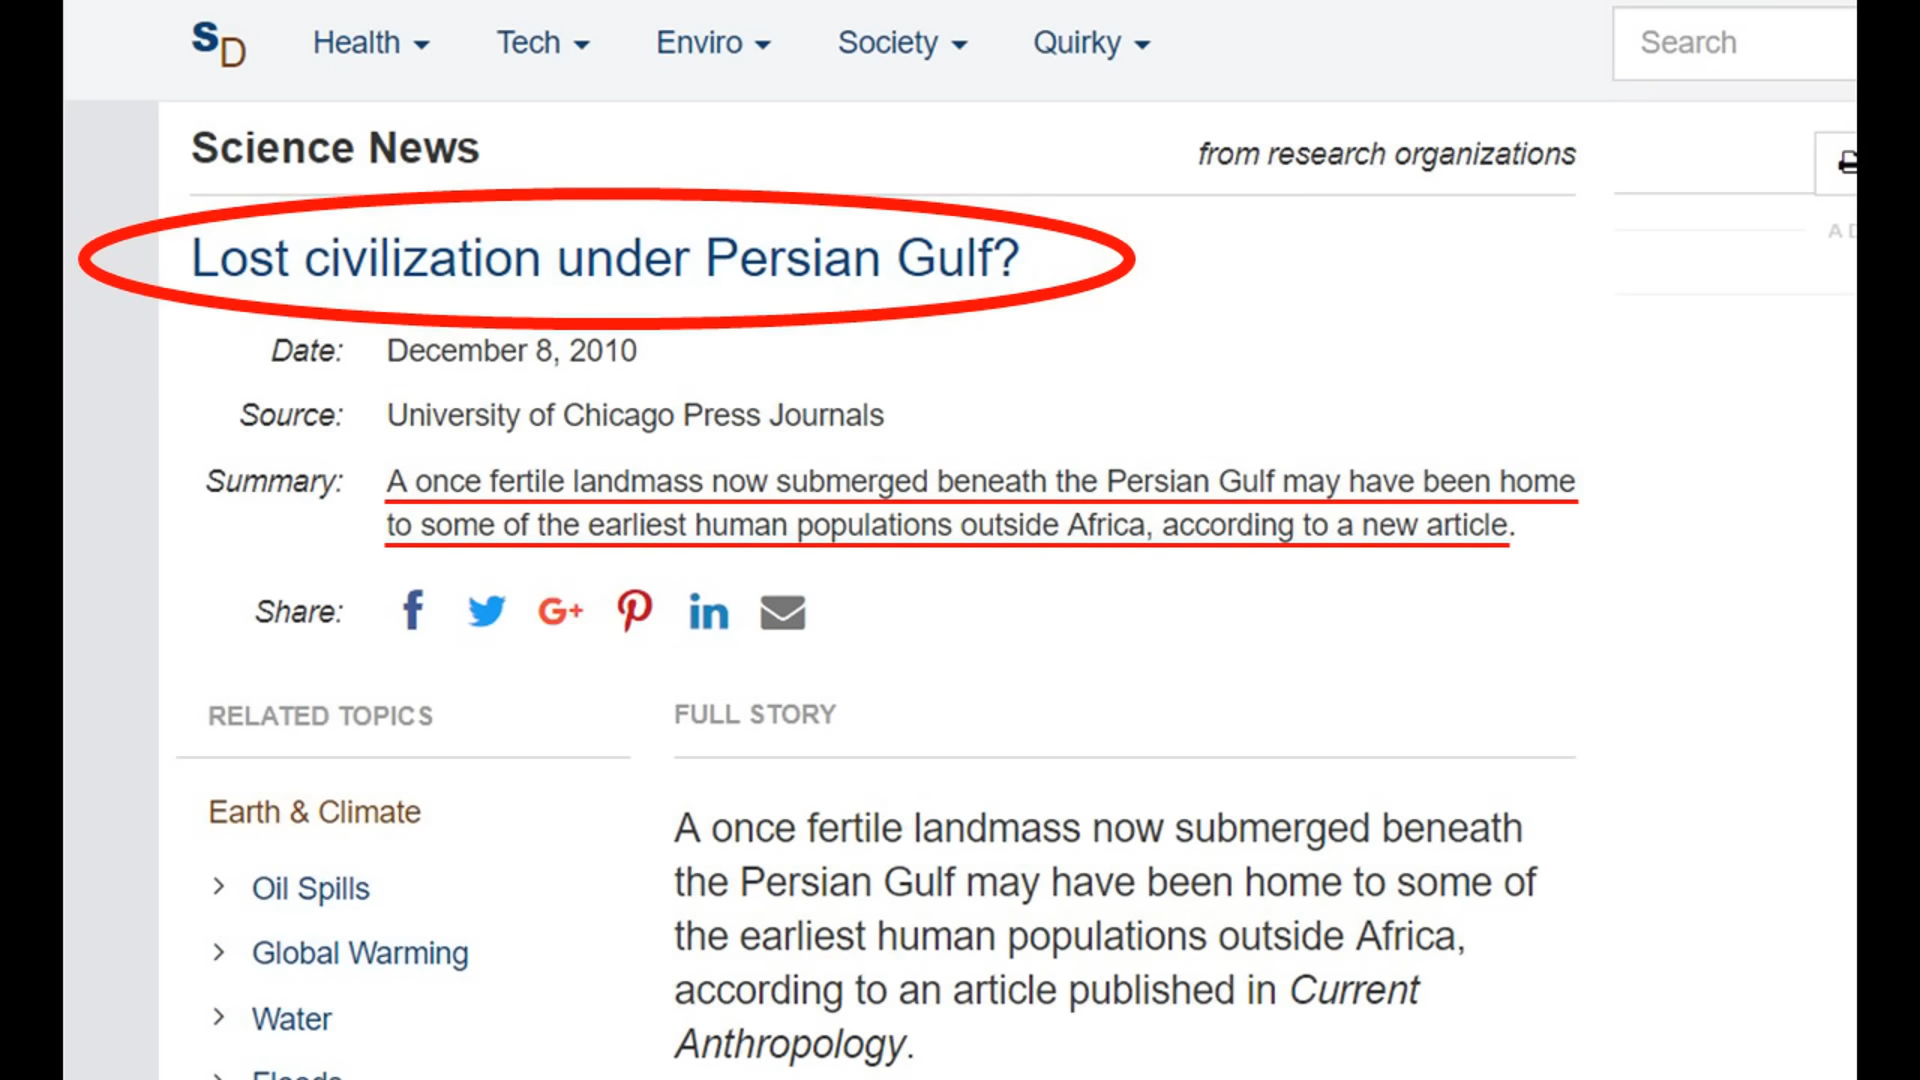 SD Health Tech Enviro Society Quirky Search
Science News from research organizations
AD
Lost civilization under Persian Gulf?
Date: December 8, 2010
Source: University of Chicago Press Journals
Summary: A once fertile landmass now submerged beneath the Persian Gulf may have been home
to some of the earliest human populations outside Africa, according to a new article.
Share: f G+ in
RELATED TOPICS
FULL STORY
Earth & Climate
Oil Spills
Global Warming
Water
Floods
A once fertile landmass now submerged beneath
the Persian Gulf may have been home to some of
the earliest human populations outside Africa,
according to an article published in Current
Anthropology.